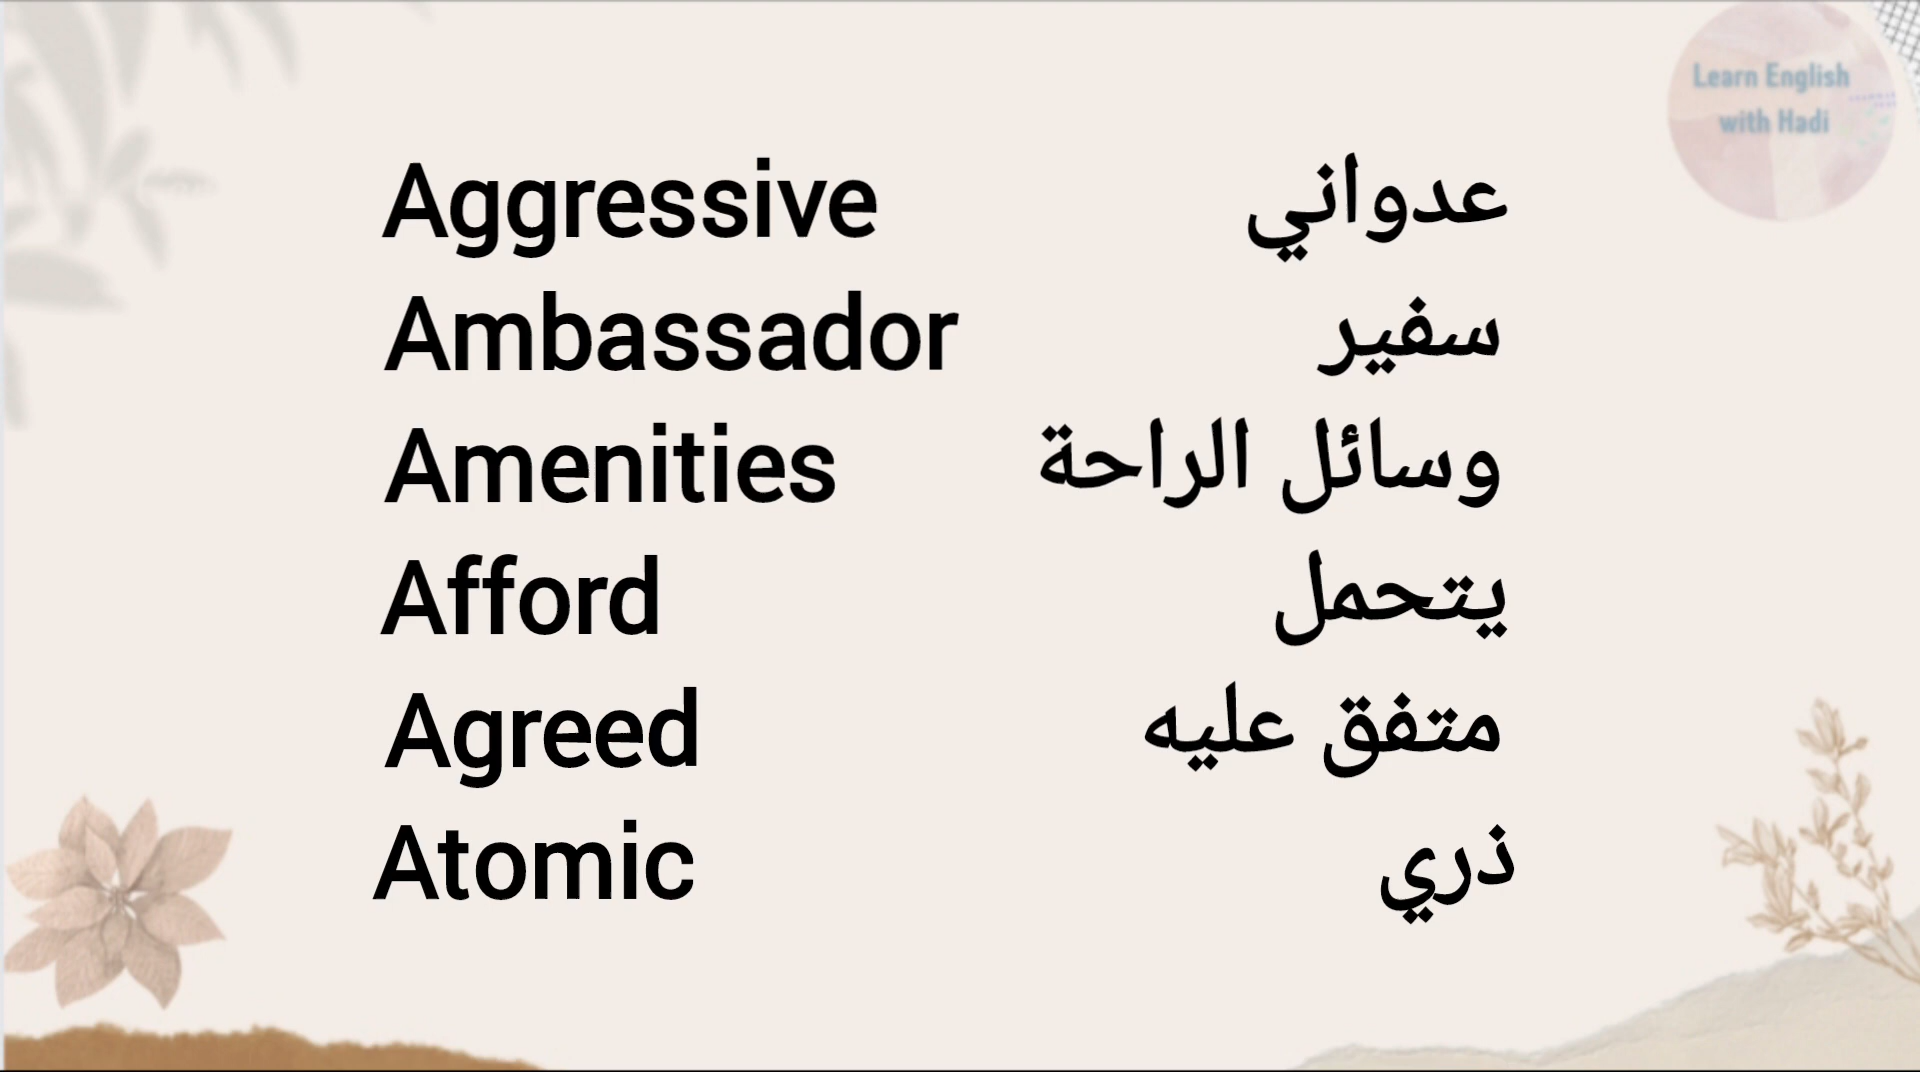 Learn English
with Hadi
Aggressive عدواني
Ambassador سفير
Amenities وسائل الراحة
Afford يتحمل
Agreed متفق عليه
Atomic ذري